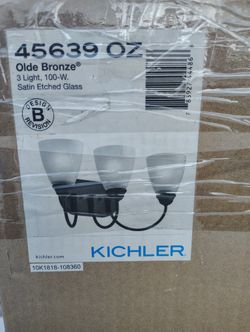 45639 OZ
Olde Bronze®
3 Light, 100-W.
Satin Etched Glass
DESIGN
B
REVISION
kichler.com
KICHLER
10K1818-108360